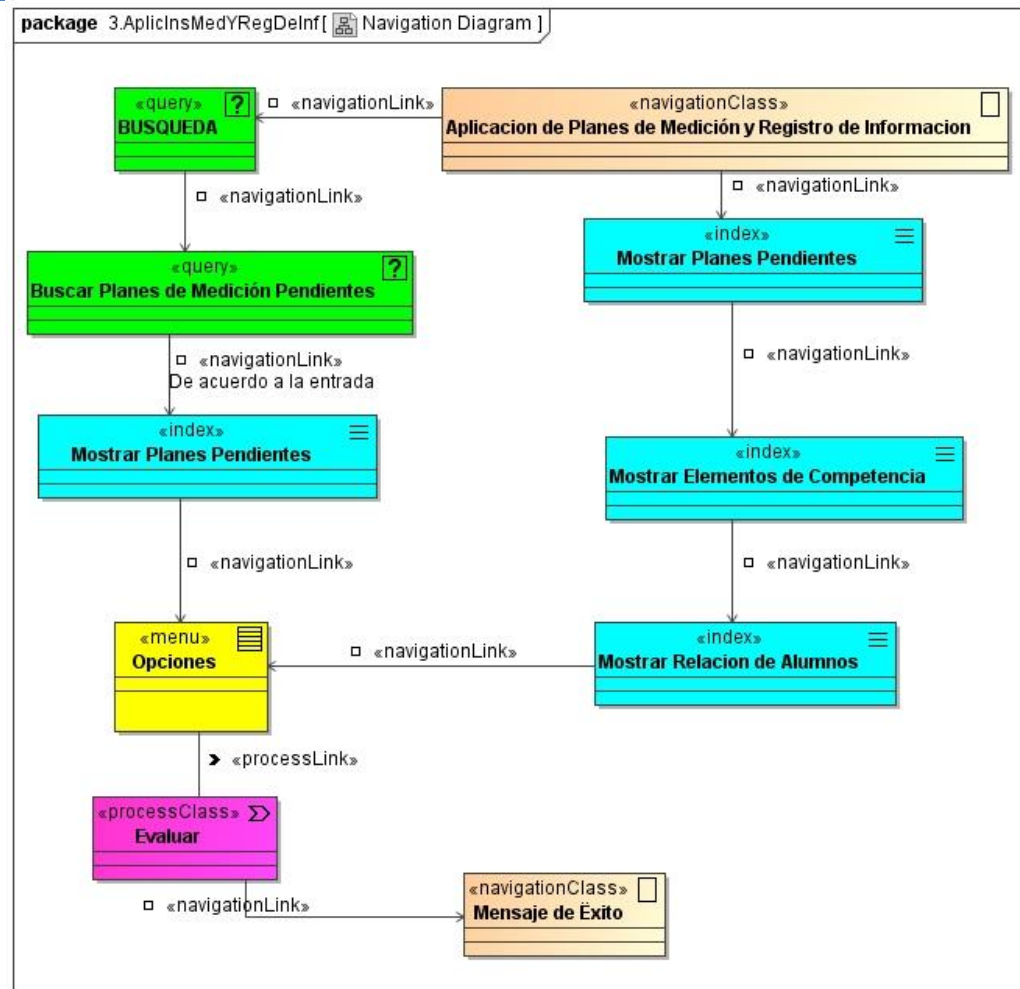 package 3.AplicInsMedYRegDeInf[ Navigation Diagram ]
«query» ?
BUSQUEDA
«navigationLink»
«navigationClass»
Aplicacion de Planes de Medición y Registro de Informacion
«navigationLink»
«navigationLink»
«query» ?
Buscar Planes de Medición Pendientes
«index»
Mostrar Planes Pendientes
«navigationLink»
De acuerdo a la entrada
«navigationLink»
«index»
Mostrar Planes Pendientes
«index»
Mostrar Elementos de Competencia
«navigationLink»
«navigationLink»
«menu»
Opciones
«navigationLink»
«index»
Mostrar Relacion de Alumnos
«processLink»
«processClass»
Evaluar
«navigationLink»
«navigationClass»
Mensaje de Ëxito